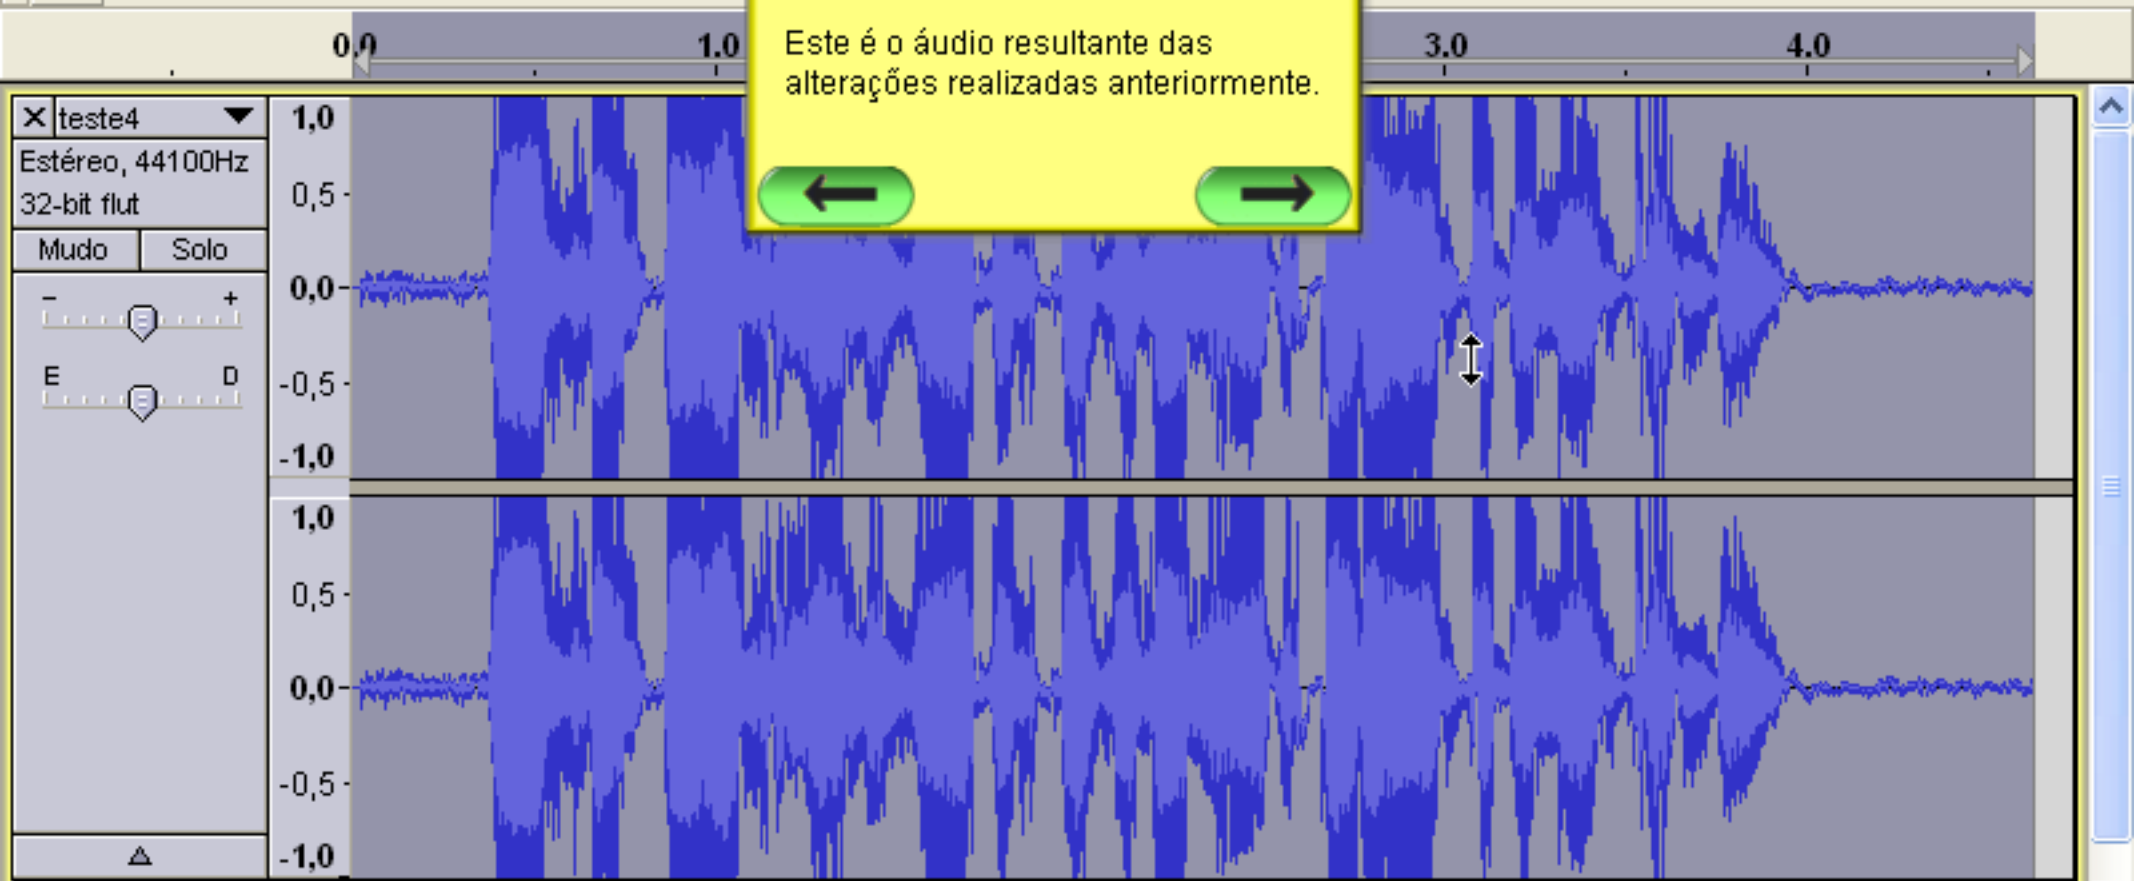 Este é o áudio resultante das
alterações realizadas anteriormente.
0.0
1.0
3.0
4.0
X teste4
Estéreo, 44100Hz
32-bit flut
Mudo Solo
- +
E D
1,0
0,5
0,0
-0,5
-1,0
1,0
0,5
0,0
-0,5
-1,0